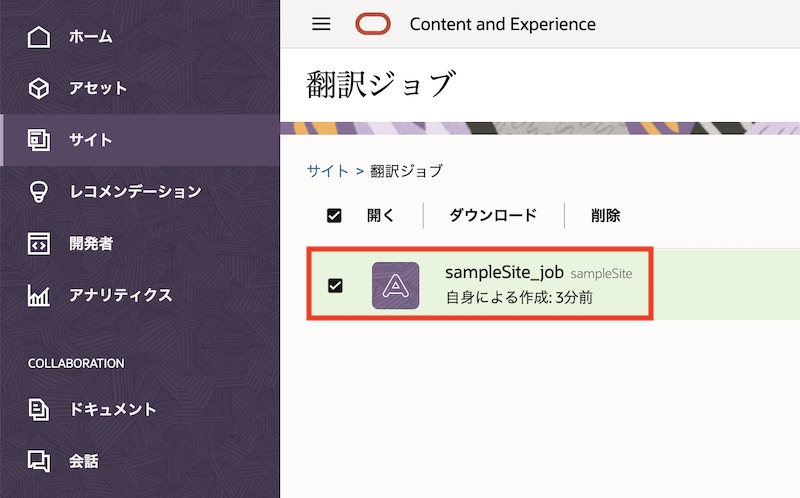 ホーム
アセット
サイト
レコメンデーション
開発者
アナリティクス
COLLABORATION
ドキュメント
会話
Content and Experience
翻訳ジョブ
サイト > 翻訳ジョブ
開く ダウンロード 削除
sampleSite_job sampleSite
自身による作成: 3分前